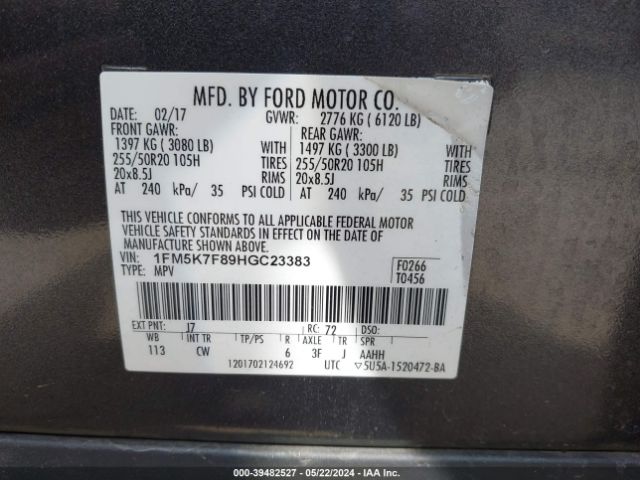 MFD. BY FORD MOTOR CO.
DATE: 02/17 GVWR: 2776 KG ( 6120 LB)
FRONT GAWR: REAR GAWR:
1397 KG ( 3080 LB) WITH 1497 KG ( 3300 LB) WITH
255/50R20 105H TIRES 255/50R20 105H TIRES
20x8.5J RIMS 20x8.5J RIMS
AT 240 kPa/ 35 PSI COLD AT 240 kPa/ 35 PSI COLD
THIS VEHICLE CONFORMS TO ALL APPLICABLE FEDERAL MOTOR
VEHICLE SAFETY STANDARDS IN EFFECT ON THE DATE OF
MANUFACTURE SHOWN ABOVE.
VIN: 1FM5K7F89HGC23383 F0266
TYPE: MPV T0456
EXT PNT: J7 RC: 72 DSO:
WB INT TR TP/PS R AXLE TR SPR
113 CW 6 3F J AAHH
1201702124692 UTC ▽5U5A-1520472-BA
IAA-39482527 - 05/22/2024 - IAA Inc.